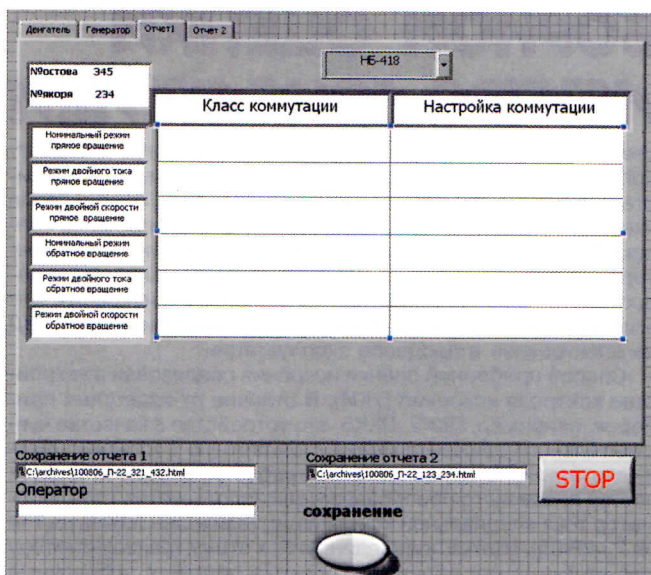 Двигатель Генератор Отчет1 Отчет 2
НБ-418
№остова 345
№якоря 234
Класс коммутации Настройка коммутации
Номинальный режим
прямое вращение
Режим двойного тока
прямое вращение
Режим двойной скорости
прямое вращение
Номинальный режим
обратное вращение
Режим двойного тока
обратное вращение
Режим двойной скорости
обратное вращение
Сохранение отчета 1
C:\archives\100806_П-22_321_432.html
Сохранение отчета 2
C:\archives\100806_П-22_123_234.html
STOP
Оператор
сохранение